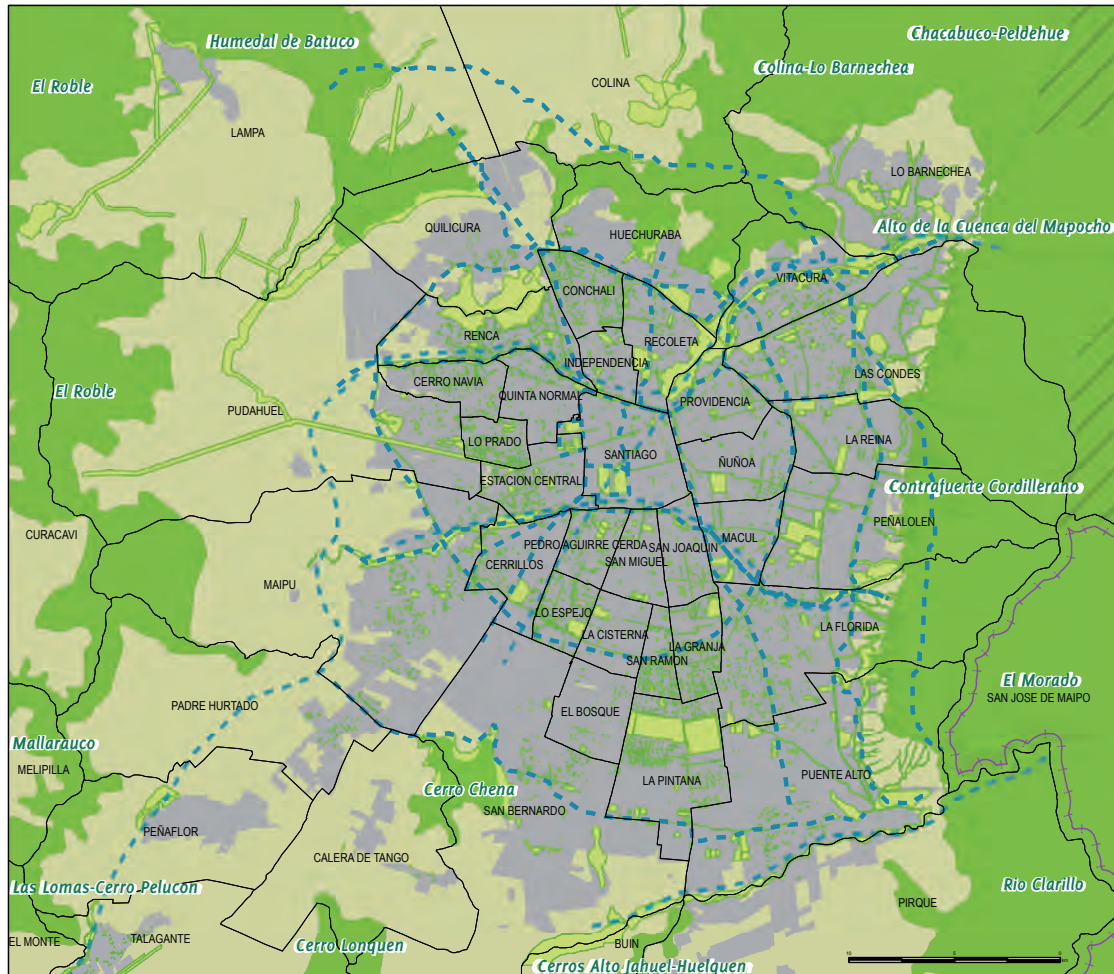 Chacabuco-Peldehue
Humedal de Batuco
Colina-Lo Barnechea
El Roble
COLINA
LAMPA
LO BARNECHEA
QUILICURA
HUECHURABA
Alto de la Cuenca del Mapocho
VITACURA
CONCHALI
RENCA
RECOLETA
INDEPENDENCIA
LAS CONDES
CERRO NAVIA
El Roble
QUINTA NORMAL
PROVIDENCIA
PUDAHUEL
LO PRADO
LA REINA
SANTIAGO
ÑUÑOA
ESTACION CENTRAL
Contrafuerte Cordillerano
PEÑALOLEN
CURACAVI
MACUL
PEDRO AGUIRRE CERDA
SAN JOAQUIN
SAN MIGUEL
CERRILLOS
MAIPU
LO ESPEJO
LA FLORIDA
LA CISTERNA
LA GRANJA
SAN RAMON
El Morado
SAN JOSE DE MAIPO
PADRE HURTADO
EL BOSQUE
Mallarauco
MELIPILLA
PUENTE ALTO
LA PINTANA
Cerro Chena
SAN BERNARDO
PEÑAFLOR
CALERA DE TANGO
Las Lomas-Cerro Pelucon
Rio Clarillo
PIRQUE
EL MONTE
TALAGANTE
Cerro Lonquen
BUIN
Cerros Alto Jahuel-Huelquen